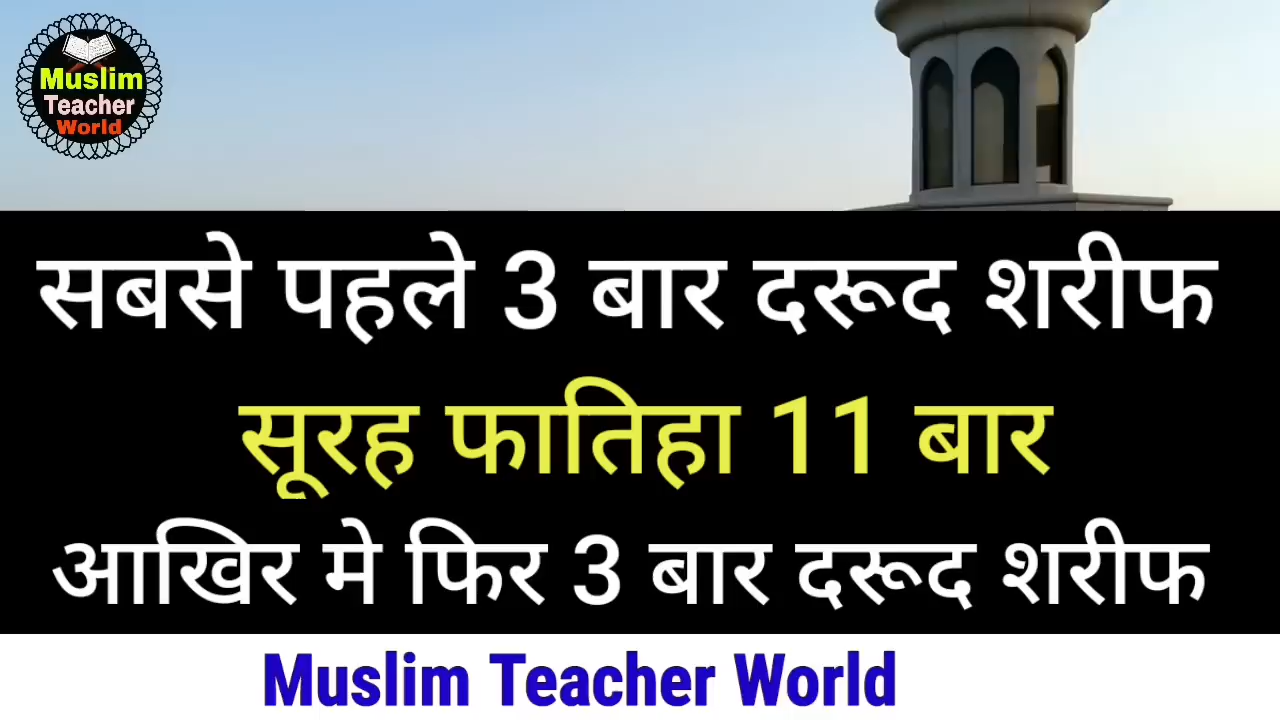 Muslim
Teacher
World
सबसे पहले 3 बार दरूद शरीफ
सूरह फातिहा 11 बार
आखिर मे फिर 3 बार दरूद शरीफ
Muslim Teacher World